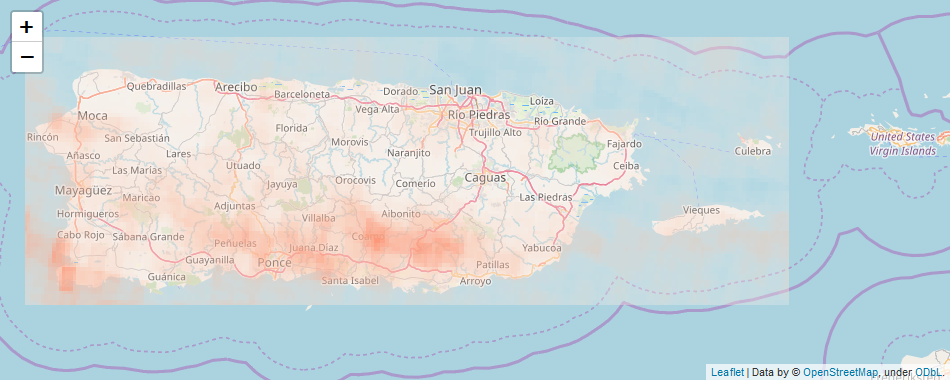 +
−
Quebradillas
Arecibo
Barceloneta
Dorado
San Juan
Loíza
Vega Alta
Río Piedras
Río Grande
Moca
Trujillo Alto
Rincón
San Sebastián
Florida
Morovis
Fajardo
Añasco
Lares
Naranjito
Culebra
United States
Virgin Islands
Las Marías
Utuado
Ceiba
Mayagüez
Maricao
Jayuya
Orocovis
Comerío
Caguas
Las Piedras
Hormigueros
Adjuntas
Villalba
Aibonito
Vieques
Cabo Rojo
Sábana Grande
Peñuelas
Juana Díaz
Yabucoa
Guayanilla
Ponce
Patillas
Guánica
Santa Isabel
Arroyo
Leaflet | Data by © OpenStreetMap, under ODbL.